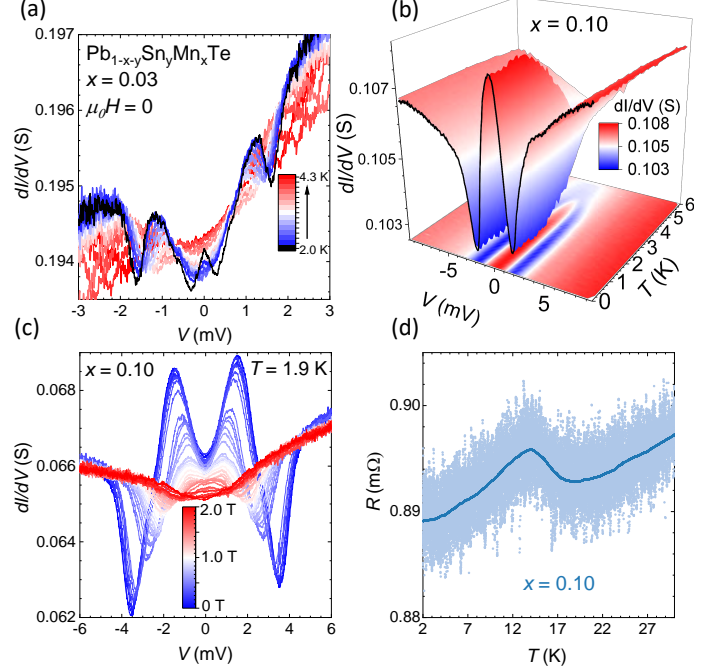 (a)
0.197
0.196
0.195
0.194
dI/dV (S)
Pb1-x-ySnyMnxTe
x = 0.03
μ0H = 0
4.3 K
2.0 K
-3 -2 -1 0 1 2 3
V (mV)
(b)
x = 0.10
0.107
0.105
0.103
dI/dV (S)
dI/dV (S)
0.108
0.105
0.103
-5 0 5
V (mV)
0 1 2 3 4 5 6
T (K)
(c)
x = 0.10
T = 1.9 K
0.068
0.066
0.064
0.062
dI/dV (S)
2.0 T
1.0 T
0 T
-6 -4 -2 0 2 4 6
V (mV)
(d)
0.90
0.89
0.88
R (mΩ)
x = 0.10
2 7 12 17 22 27
T (K)